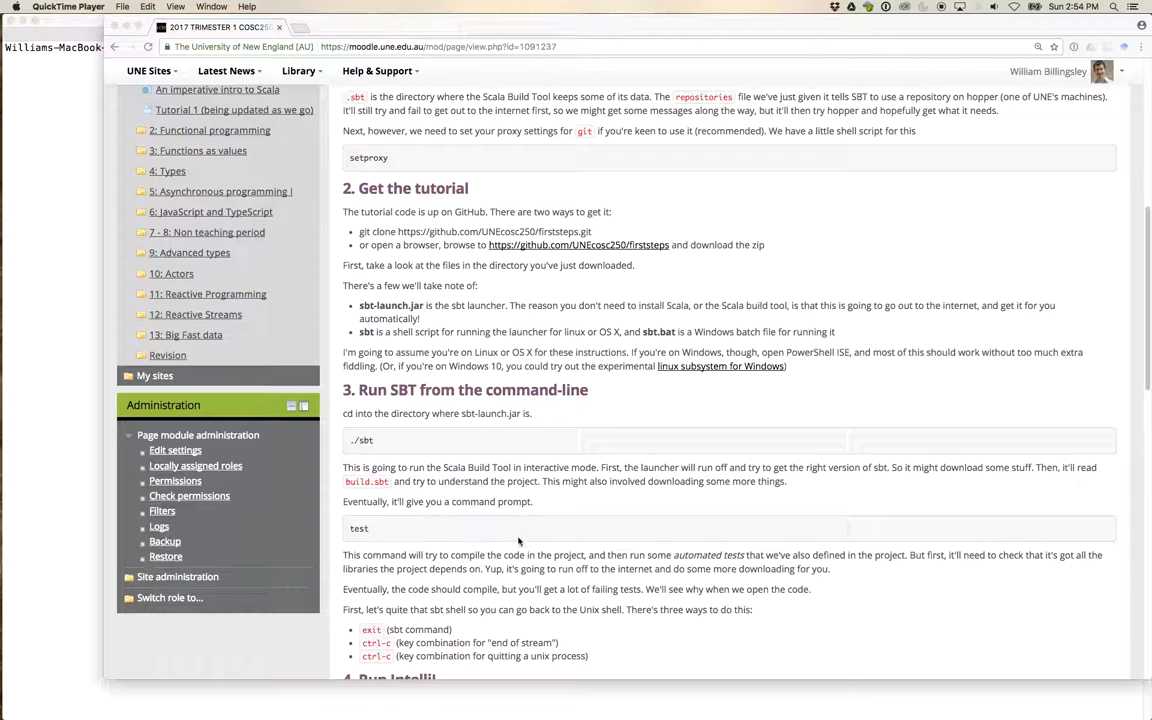 QuickTime Player File Edit View Window Help Sun 2:54 PM
Williams-MacBook-
2017 TRIMESTER 1 COSC250
The University of New England [AU] https://moodle.une.edu.au/mod/page/view.php?id=1091237
UNE Sites Latest News Library Help & Support William Billingsley
An imperative intro to Scala
Tutorial 1 (being updated as we go)
2: Functional programming
3: Functions as values
4: Types
5: Asynchronous programming I
6: JavaScript and TypeScript
7 - 8: Non teaching period
9: Advanced types
10: Actors
11: Reactive Programming
12: Reactive Streams
13: Big Fast data
Revision
My sites
Administration
Page module administration
Edit settings
Locally assigned roles
Permissions
Check permissions
Filters
Logs
Backup
Restore
Site administration
Switch role to...
.sbt is the directory where the Scala Build Tool keeps some of its data. The repositories file we've just given it tells SBT to use a repository on hopper (one of UNE's machines).
It'll still try and fail to get out to the internet first, so we might get some messages along the way, but it'll then try hopper and hopefully get what it needs.
Next, however, we need to set your proxy settings for git if you're keen to use it (recommended). We have a little shell script for this
setproxy
2. Get the tutorial
The tutorial code is up on GitHub. There are two ways to get it:
git clone https://github.com/UNEcosc250/firststeps.git
or open a browser, browse to https://github.com/UNEcosc250/firststeps and download the zip
First, take a look at the files in the directory you've just downloaded.
There's a few we'll take note of:
sbt-launch.jar is the sbt launcher. The reason you don't need to install Scala, or the Scala build tool, is that this is going to go out to the internet, and get it for you
automatically!
sbt is a shell script for running the launcher for linux or OS X, and sbt.bat is a Windows batch file for running it
I'm going to assume you're on Linux or OS X for these instructions. If you're on Windows, though, open PowerShell ISE, and most of this should work without too much extra
fiddling. (Or, if you're on Windows 10, you could try out the experimental linux subsystem for Windows)
3. Run SBT from the command-line
cd into the directory where sbt-launch.jar is.
./sbt
This is going to run the Scala Build Tool in interactive mode. First, the launcher will run off and try to get the right version of sbt. So it might download some stuff. Then, it'll read
build.sbt and try to understand the project. This might also involved downloading some more things.
Eventually, it'll give you a command prompt.
test
This command will try to compile the code in the project, and then run some automated tests that we've also defined in the project. But first, it'll need to check that it's got all the
libraries the project depends on. Yup, it's going to run off to the internet and do some more downloading for you.
Eventually, the code should compile, but you'll get a lot of failing tests. We'll see why when we open the code.
First, let's quite that sbt shell so you can go back to the Unix shell. There's three ways to do this:
exit (sbt command)
ctrl-c (key combination for "end of stream")
ctrl-c (key combination for quitting a unix process)
4. Run IntelliJ